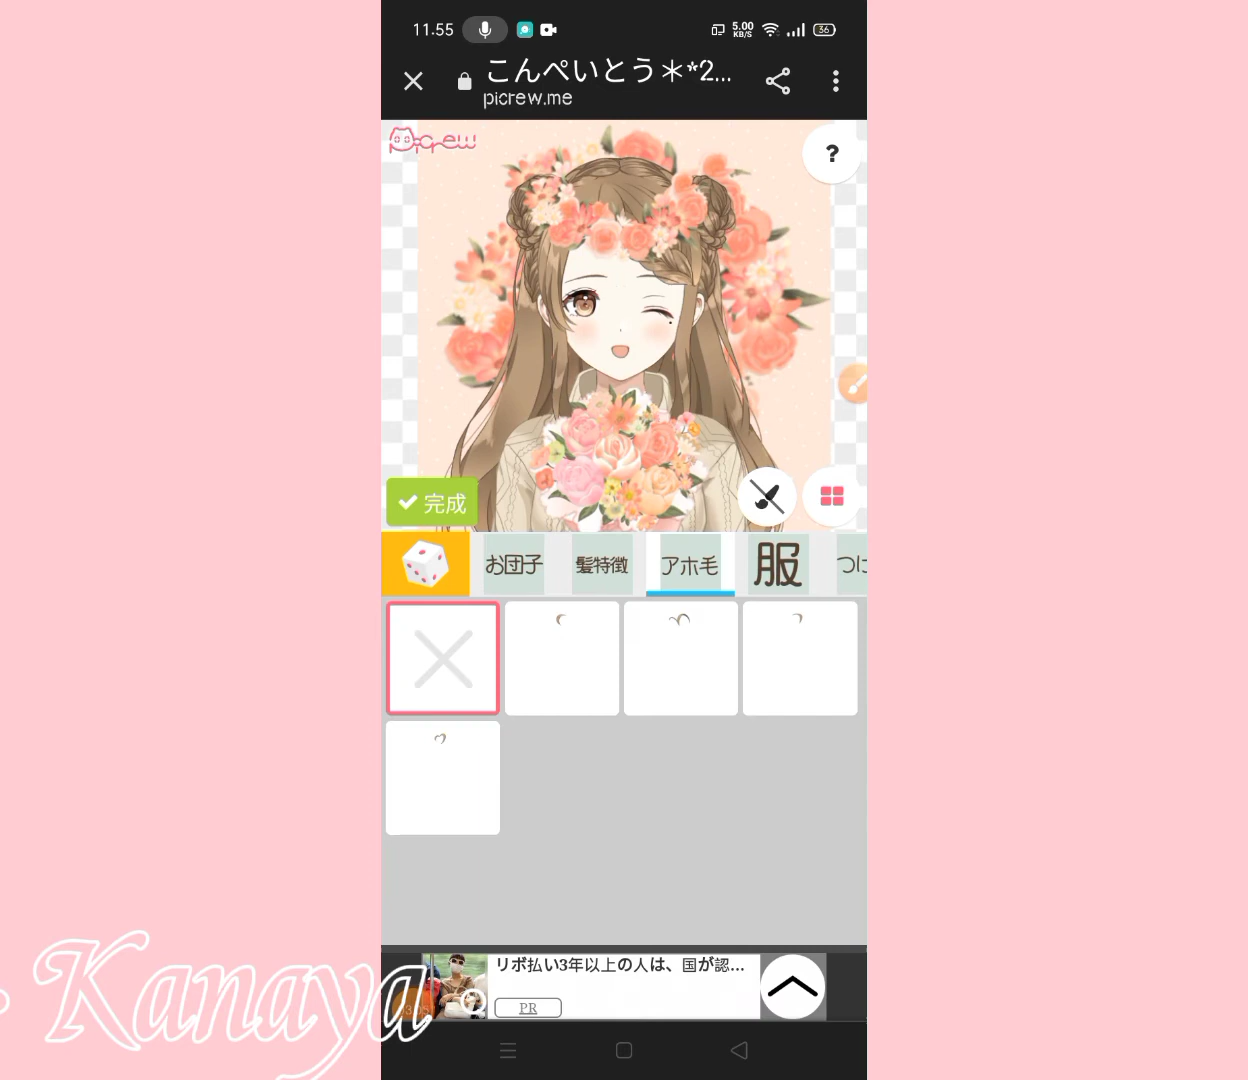 11.55
5.00
KB/S
36
こんぺいとう＊*2...
picrew.me
Picrew
?
完成
お団子
髪特徴
アホ毛
服
つけ
リボ払い3年以上の人は、国が認...
PR
Kanaya